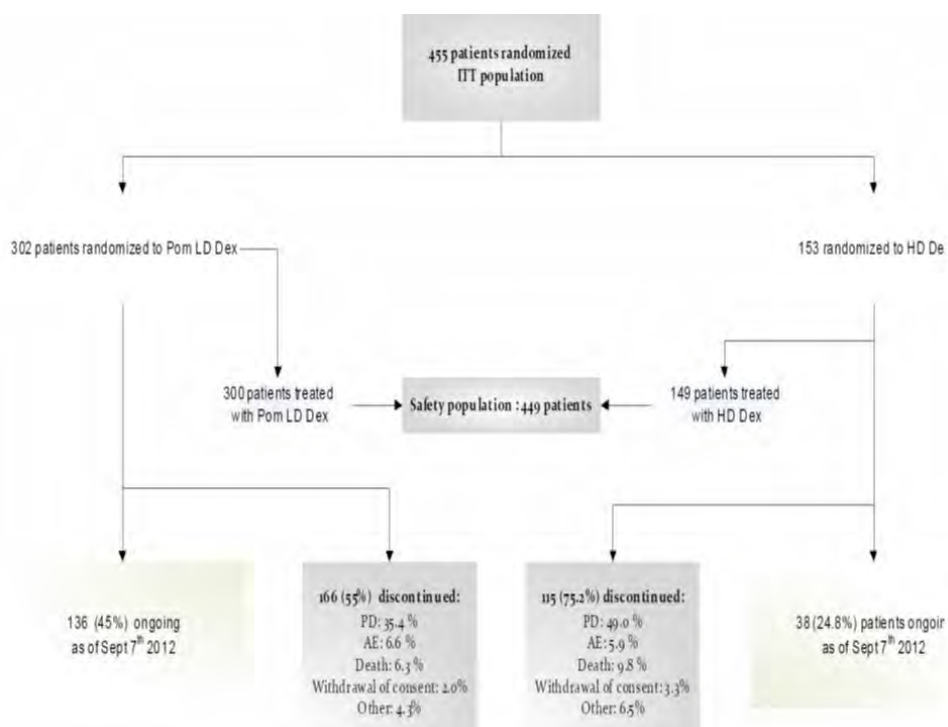 455 patients randomized
ITT population
302 patients randomized to Pom LD Dex
153 randomized to HD De
300 patients treated
with Pom LD Dex
Safety population : 449 patients
149 patients treated
with HD Dex
136 (45%) ongoing
as of Sept 7th 2012
166 (55%) discontinued:
PD: 35.4 %
AE: 6.6 %
Death: 6.3 %
Withdrawal of consent: 2.0%
Other: 4.3%
115 (75.2%) discontinued:
PD: 49.0 %
AE: 5.9 %
Death: 9.8 %
Withdrawal of consent: 3.3%
Other: 6.5%
38 (24.8%) patients ongoin
as of Sept 7th 2012